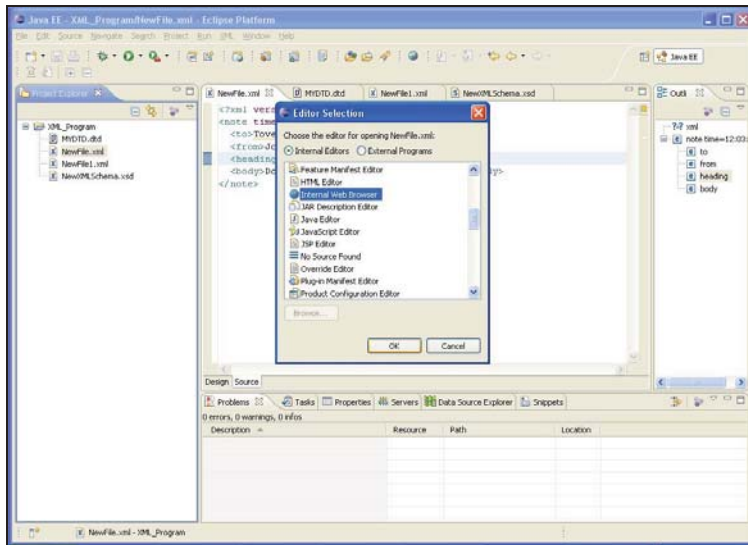 Java EE - XML_Program/NewFile.xml - Eclipse Platform
File Edit Source Navigate Search Project Run XML Window Help
Java EE
Project Explorer
XML_Program
MYDTD.dtd
NewFile.xml
NewFile1.xml
NewXMLSchema.xsd
NewFile.xml MYDTD.dtd NewFile1.xml NewXMLSchema.xsd
<?xml vers
<note time
<to>Tove
<from>Jo
<heading
<body>Do
</note>
Editor Selection
Choose the editor for opening NewFile.xml:
Internal Editors External Programs
Feature Manifest Editor
HTML Editor
Internal Web Browser
JAR Description Editor
Java Editor
JavaScript Editor
JSP Editor
No Source Found
Override Editor
Plug-in Manifest Editor
Product Configuration Editor
Browse...
OK Cancel
Design Source
Outli
?-? xml
note time=12:03:
to
from
heading
body
Problems Tasks Properties Servers Data Source Explorer Snippets
0 errors, 0 warnings, 0 infos
Description Resource Path Location
NewFile.xml - XML_Program